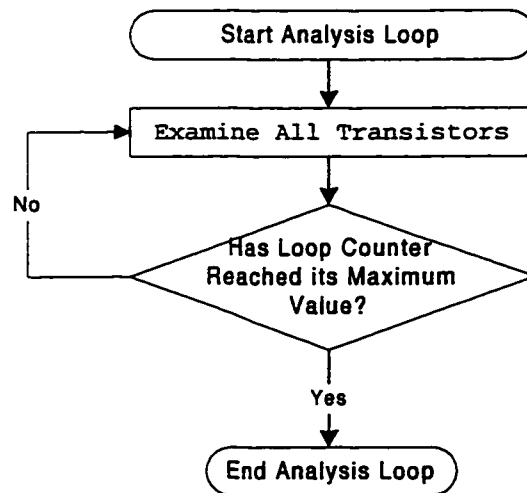 Start Analysis Loop
Examine All Transistors
Has Loop Counter
Reached its Maximum
Value?
No
Yes
End Analysis Loop